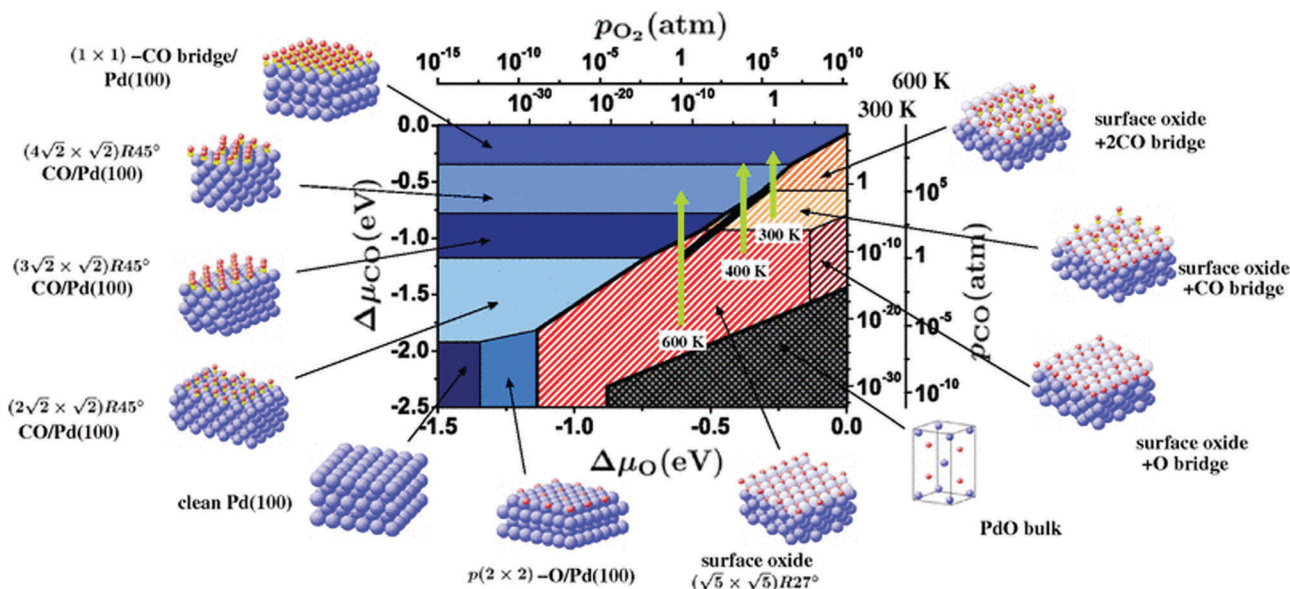 p_{O_2}(atm)
10^{-15} 10^{-10} 10^{-5} 1 10^{5} 10^{10}
600 K
10^{-30} 10^{-20} 10^{-10} 1
300 K
(1 × 1) –CO bridge/
Pd(100)
(4√2 × √2)R45°
CO/Pd(100)
(3√2 × √2)R45°
CO/Pd(100)
(2√2 × √2)R45°
CO/Pd(100)
clean Pd(100)
p(2 × 2) –O/Pd(100)
surface oxide
(√5 × √5)R27°
PdO bulk
surface oxide
+O bridge
surface oxide
+CO bridge
surface oxide
+2CO bridge
Δμ_{CO}(eV)
0.0
-0.5
-1.0
-1.5
-2.0
-2.5
-1.5 -1.0 -0.5 0.0
Δμ_O(eV)
300 K
400 K
600 K
1
10^{-10}
10^{-20}
10^{-30}
10^{5}
1
10^{-5}
10^{-10}
p_{CO}(atm)